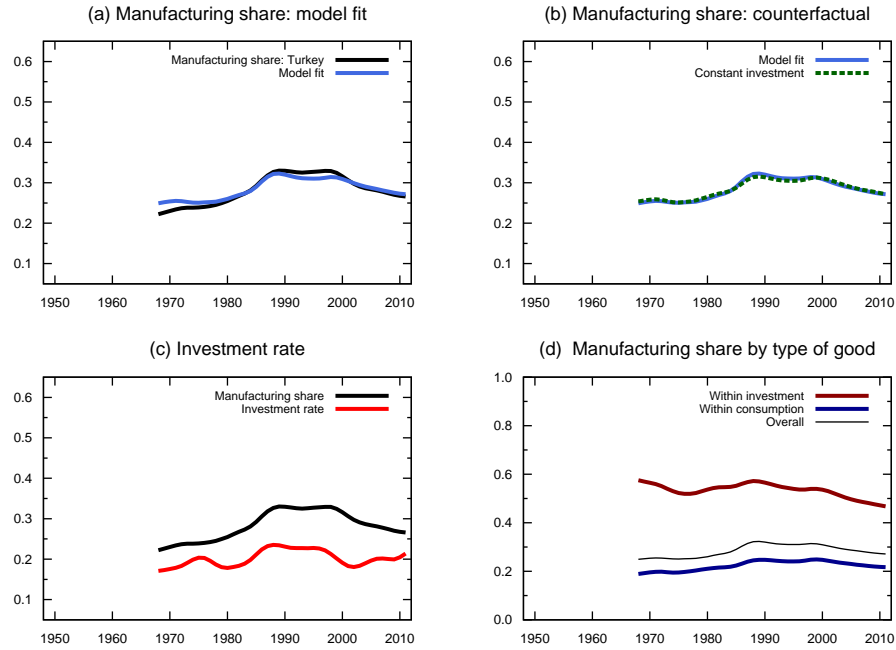 (a) Manufacturing share: model fit
Manufacturing share: Turkey
Model fit
0.6
0.5
0.4
0.3
0.2
0.1
1950 1960 1970 1980 1990 2000 2010
(b) Manufacturing share: counterfactual
Model fit
Constant investment
0.6
0.5
0.4
0.3
0.2
0.1
1950 1960 1970 1980 1990 2000 2010
(c) Investment rate
Manufacturing share
Investment rate
0.6
0.5
0.4
0.3
0.2
0.1
1950 1960 1970 1980 1990 2000 2010
(d) Manufacturing share by type of good
Within investment
Within consumption
Overall
1.0
0.8
0.6
0.4
0.2
0.0
1950 1960 1970 1980 1990 2000 2010